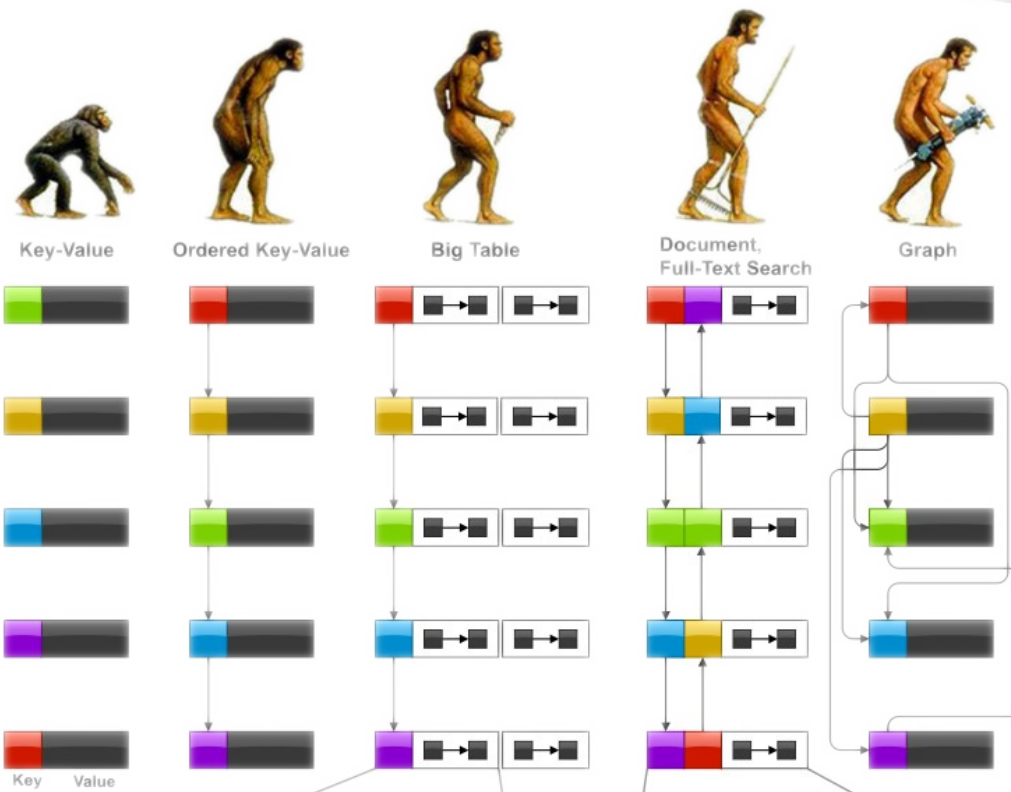 Key-Value
Ordered Key-Value
Big Table
Document,
Full-Text Search
Graph
Key
Value